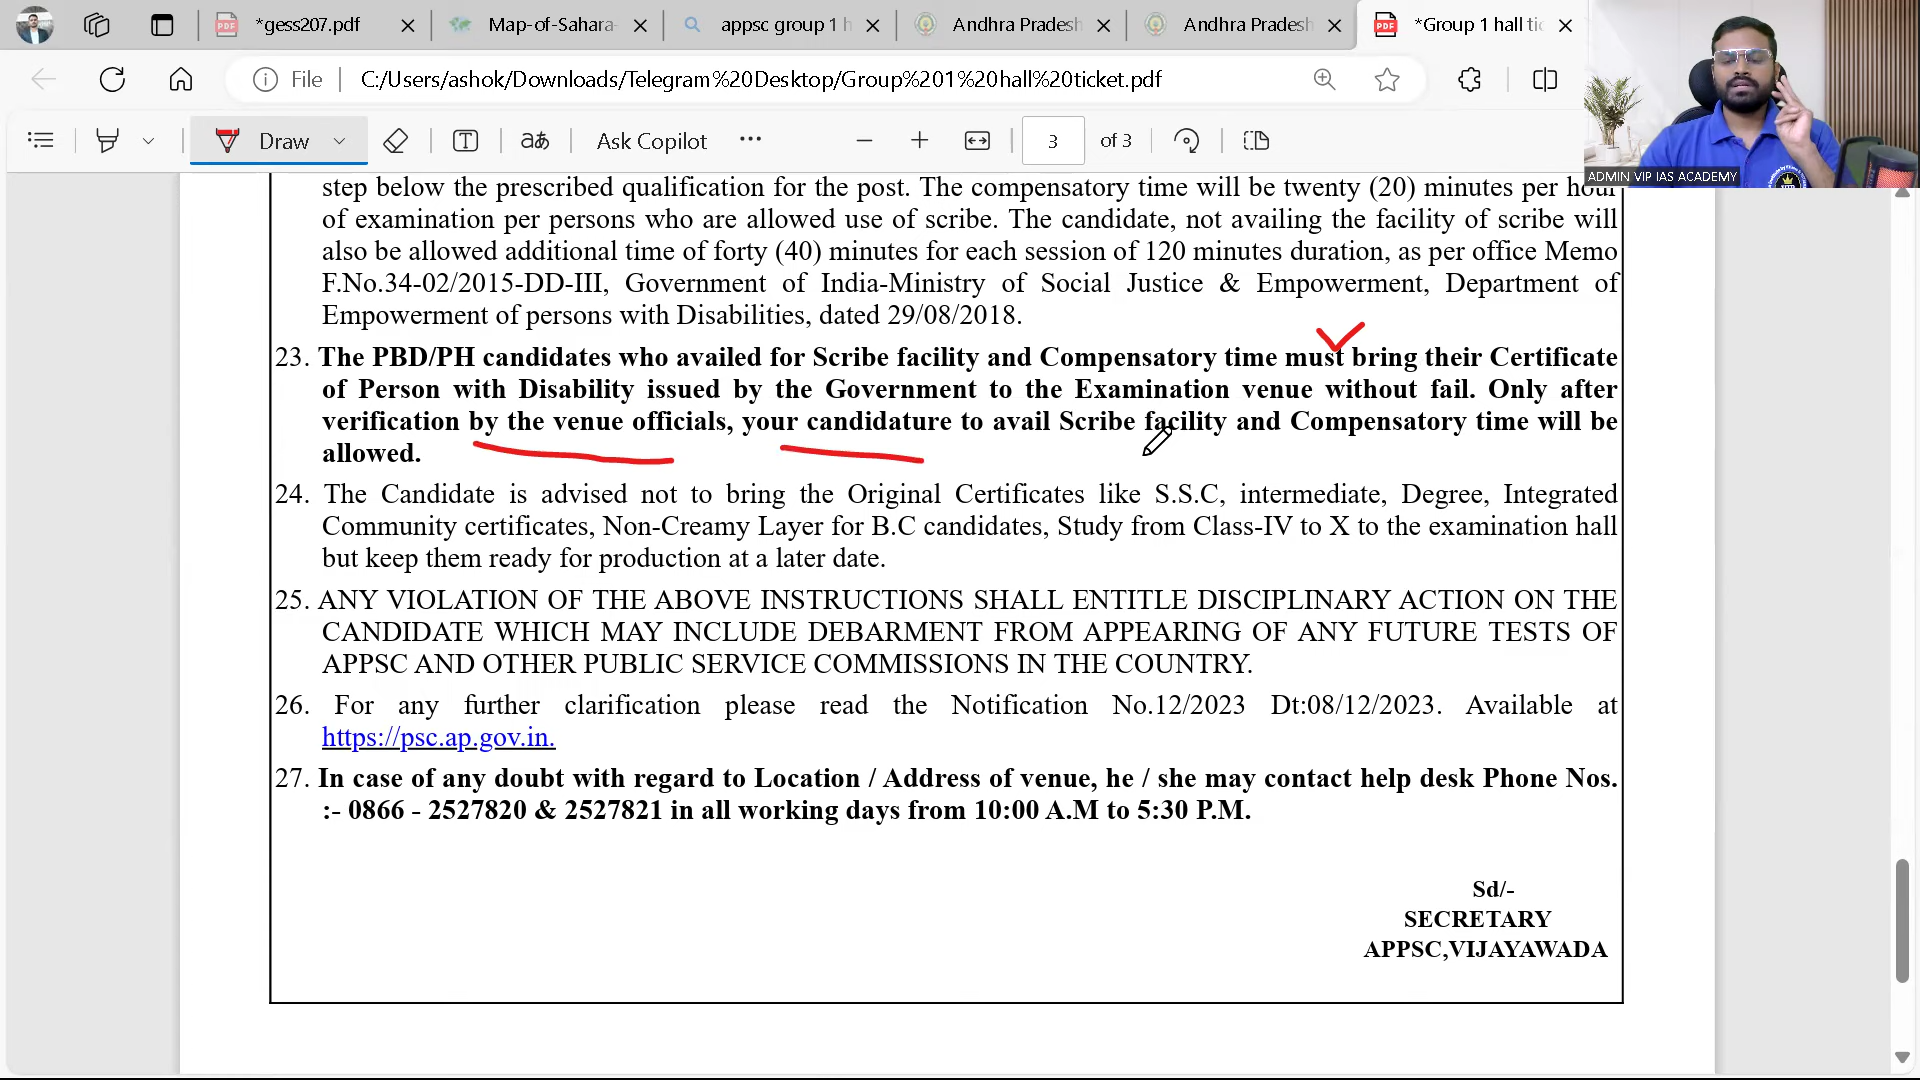 *gess207.pdf
Map-of-Sahara-
appsc group 1 h
Andhra Pradesh
Andhra Pradesh
*Group 1 hall tic
File
C:/Users/ashok/Downloads/Telegram%20Desktop/Group%201%20hall%20ticket.pdf
Draw
aあ
Ask Copilot
3
of 3
ADMIN VIP IAS ACADEMY
step below the prescribed qualification for the post. The compensatory time will be twenty (20) minutes per hour
of examination per persons who are allowed use of scribe. The candidate, not availing the facility of scribe will
also be allowed additional time of forty (40) minutes for each session of 120 minutes duration, as per office Memo
F.No.34-02/2015-DD-III, Government of India-Ministry of Social Justice & Empowerment, Department of
Empowerment of persons with Disabilities, dated 29/08/2018.
23. The PBD/PH candidates who availed for Scribe facility and Compensatory time must bring their Certificate
of Person with Disability issued by the Government to the Examination venue without fail. Only after
verification by the venue officials, your candidature to avail Scribe facility and Compensatory time will be
allowed.
24. The Candidate is advised not to bring the Original Certificates like S.S.C, intermediate, Degree, Integrated
Community certificates, Non-Creamy Layer for B.C candidates, Study from Class-IV to X to the examination hall
but keep them ready for production at a later date.
25. ANY VIOLATION OF THE ABOVE INSTRUCTIONS SHALL ENTITLE DISCIPLINARY ACTION ON THE
CANDIDATE WHICH MAY INCLUDE DEBARMENT FROM APPEARING OF ANY FUTURE TESTS OF
APPSC AND OTHER PUBLIC SERVICE COMMISSIONS IN THE COUNTRY.
26. For any further clarification please read the Notification No.12/2023 Dt:08/12/2023. Available at
https://psc.ap.gov.in.
27. In case of any doubt with regard to Location / Address of venue, he / she may contact help desk Phone Nos.
:- 0866 - 2527820 & 2527821 in all working days from 10:00 A.M to 5:30 P.M.
Sd/-
SECRETARY
APPSC,VIJAYAWADA